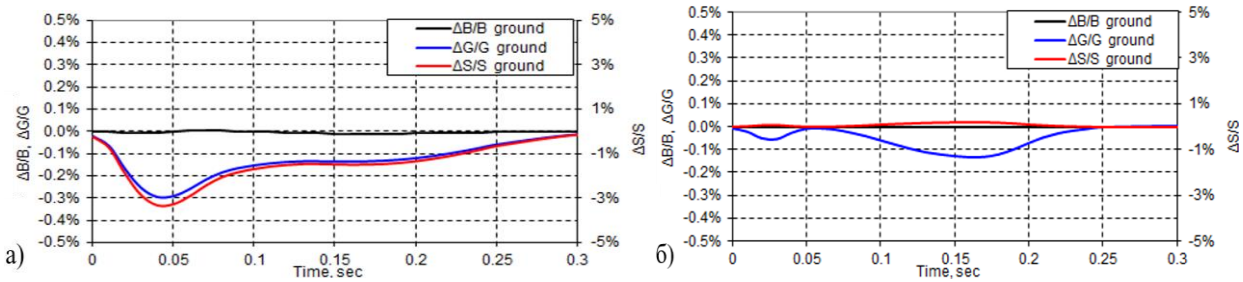 0.5%
0.4%
0.3%
0.2%
0.1%
0.0%
-0.1%
-0.2%
-0.3%
-0.4%
-0.5%
ΔB/B, ΔG/G
ΔB/B ground
ΔG/G ground
ΔS/S ground
5%
3%
1%
-1%
-3%
-5%
ΔS/S
0 0.05 0.1 0.15 0.2 0.25 0.3
Time, sec
а)
0.5%
0.4%
0.3%
0.2%
0.1%
0.0%
-0.1%
-0.2%
-0.3%
-0.4%
-0.5%
ΔB/B, ΔG/G
ΔB/B ground
ΔG/G ground
ΔS/S ground
5%
3%
1%
-1%
-3%
-5%
ΔS/S
0.00 0.05 0.10 0.15 0.20 0.25 0.3
Time, sec
б)